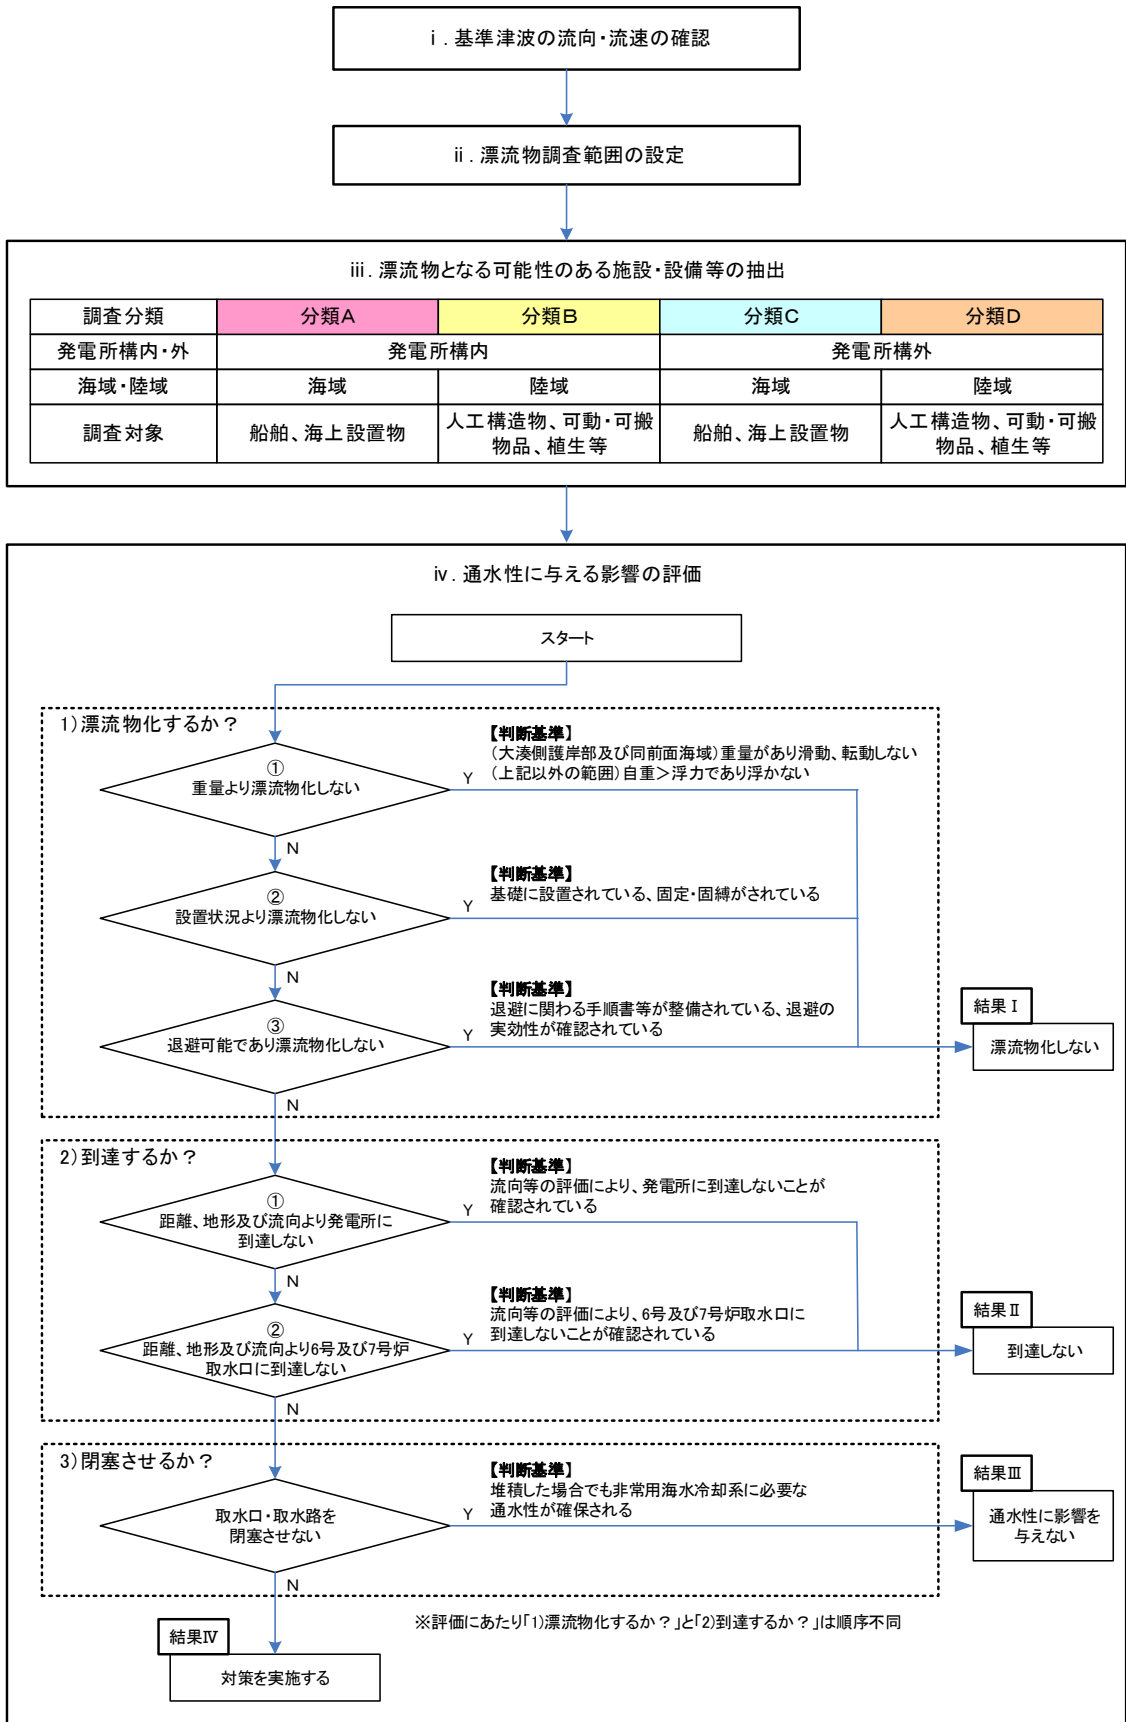 ⅰ．基準津波の流向・流速の確認
ⅱ．漂流物調査範囲の設定
ⅲ．漂流物となる可能性のある施設・設備等の抽出
調査分類 分類A 分類B 分類C 分類D
発電所構内・外 発電所構内 発電所構外
海域・陸域 海域 陸域 海域 陸域
調査対象 船舶、海上設置物 人工構造物、可動・可搬物品、植生等 船舶、海上設置物 人工構造物、可動・可搬物品、植生等
ⅳ．通水性に与える影響の評価
スタート
1)漂流物化するか？
【判断基準】
(大湊側護岸部及び同前面海域)重量があり滑動、転動しない
(上記以外の範囲)自重＞浮力であり浮かない
①
重量より漂流物化しない
Y
N
【判断基準】
基礎に設置されている、固定・固縛がされている
②
設置状況より漂流物化しない
Y
N
【判断基準】
退避に関わる手順書等が整備されている、退避の
実効性が確認されている
③
退避可能であり漂流物化しない
Y
N
結果Ⅰ
漂流物化しない
2)到達するか？
【判断基準】
流向等の評価により、発電所に到達しないことが
確認されている
①
距離、地形及び流向より発電所に
到達しない
Y
N
【判断基準】
流向等の評価により、6号及び7号炉取水口に
到達しないことが確認されている
②
距離、地形及び流向より6号及び7号炉
取水口に到達しない
Y
N
結果Ⅱ
到達しない
3)閉塞させるか？
【判断基準】
堆積した場合でも非常用海水冷却系に必要な
通水性が確保される
取水口・取水路を
閉塞させない
Y
N
結果Ⅲ
通水性に影響を
与えない
※評価にあたり「1)漂流物化するか？」と「2)到達するか？」は順序不同
結果Ⅳ
対策を実施する